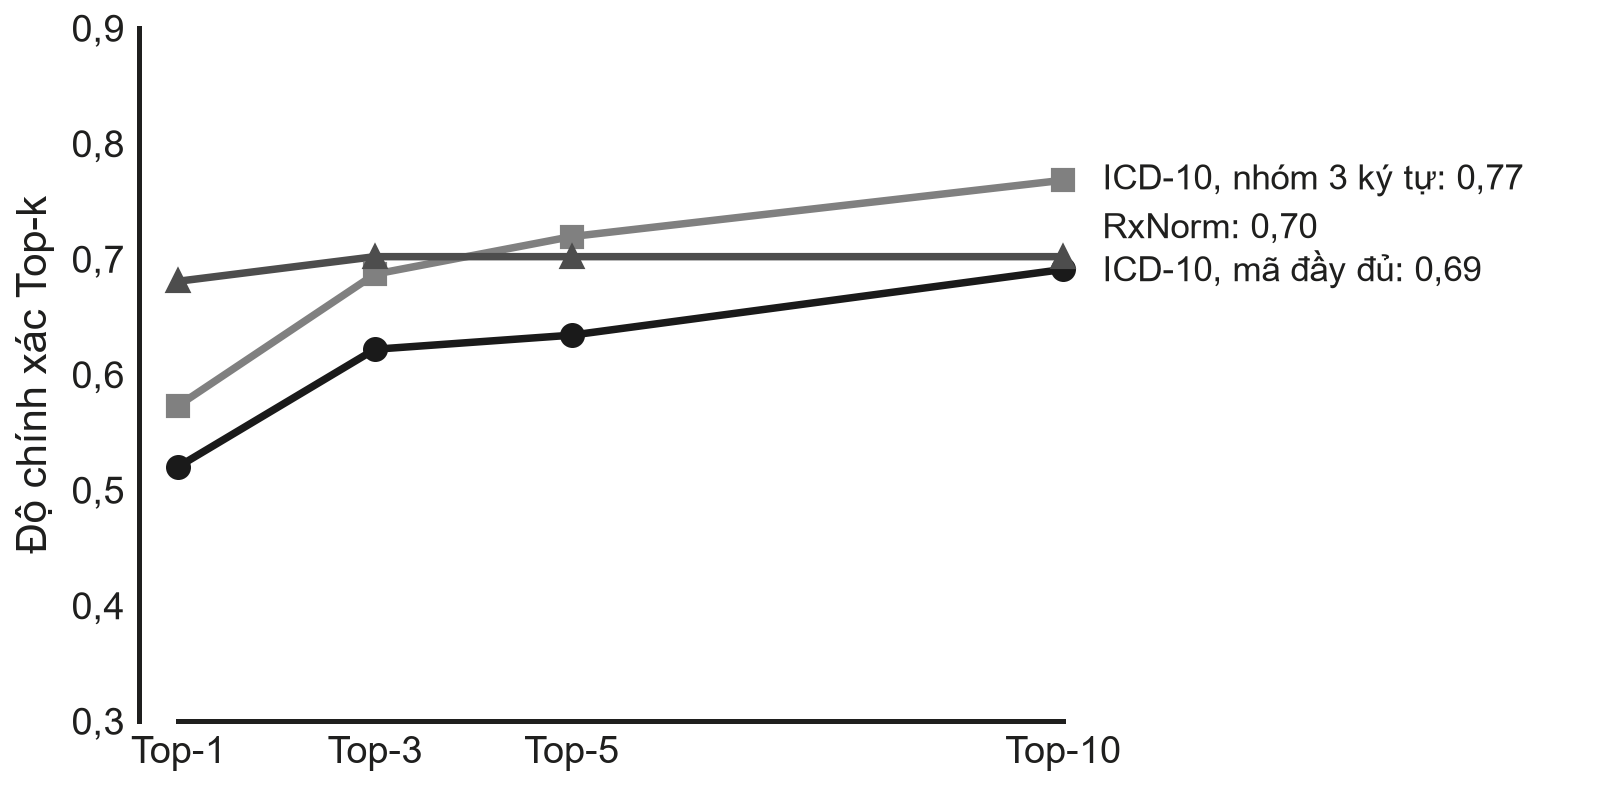 Độ chính xác Top-k
0,9
0,8
0,7
0,6
0,5
0,4
0,3
Top-1
Top-3
Top-5
Top-10
ICD-10, nhóm 3 ký tự: 0,77
RxNorm: 0,70
ICD-10, mã đầy đủ: 0,69